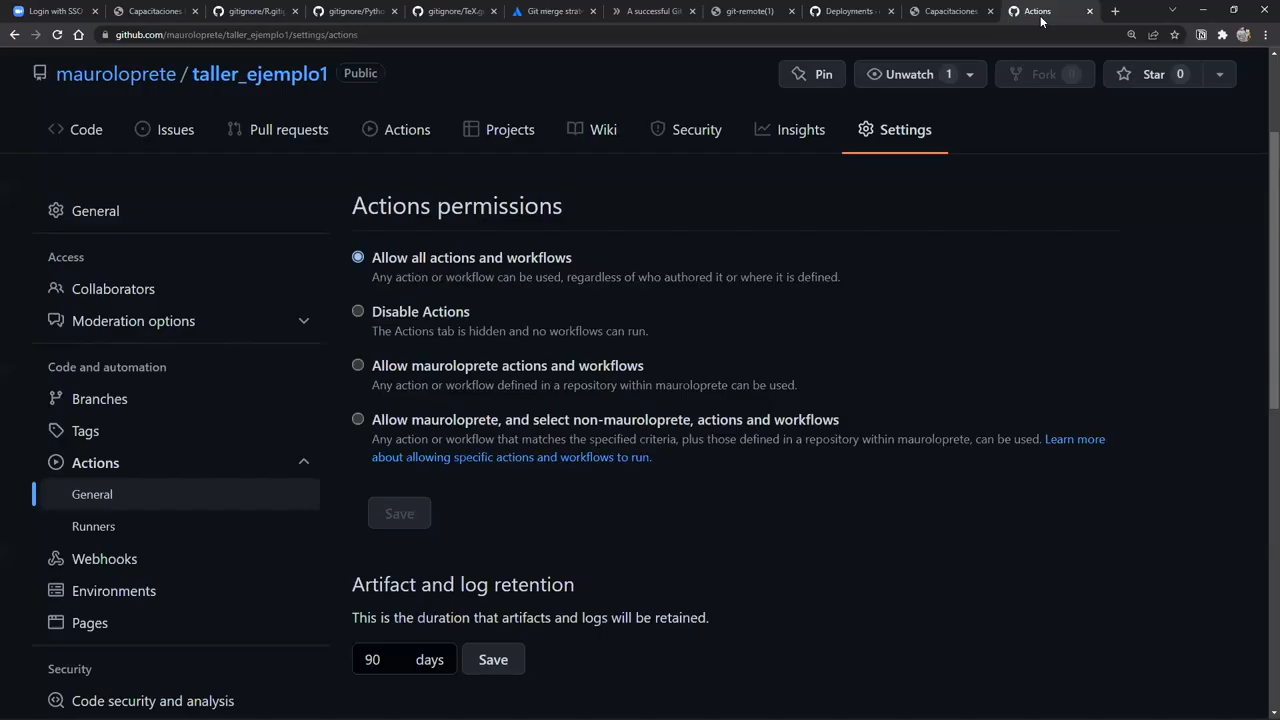 Login with SSO
Capacitaciones
gitignore/R.gitig
gitignore/Pytho
gitignore/TeX.g
Git merge strat
A successful Git
git-remote(1)
Deployments
Capacitaciones
Actions
github.com/mauroloprete/taller_ejemplo1/settings/actions
mauroloprete / taller_ejemplo1 Public
Pin
Unwatch 1
Fork 0
Star 0
Code
Issues
Pull requests
Actions
Projects
Wiki
Security
Insights
Settings
General
Access
Collaborators
Moderation options
Code and automation
Branches
Tags
Actions
General
Runners
Webhooks
Environments
Pages
Security
Code security and analysis
Actions permissions
Allow all actions and workflows
Any action or workflow can be used, regardless of who authored it or where it is defined.
Disable Actions
The Actions tab is hidden and no workflows can run.
Allow mauroloprete actions and workflows
Any action or workflow defined in a repository within mauroloprete can be used.
Allow mauroloprete, and select non-mauroloprete, actions and workflows
Any action or workflow that matches the specified criteria, plus those defined in a repository within mauroloprete, can be used. Learn more
about allowing specific actions and workflows to run.
Save
Artifact and log retention
This is the duration that artifacts and logs will be retained.
90 days
Save